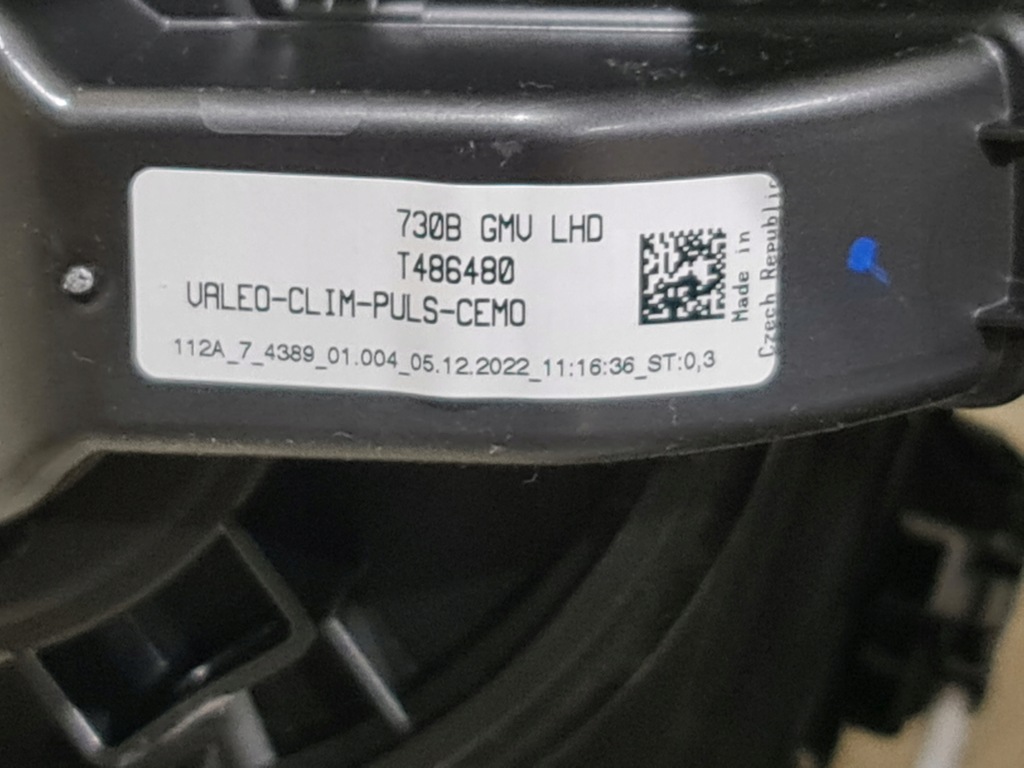 730B GMV LHD
T486480
VALEO-CLIM-PULS-CEMO
112A_7_4389_01.004_05.12.2022_11:16:36_ST:0,3
Made in
Czech Republic